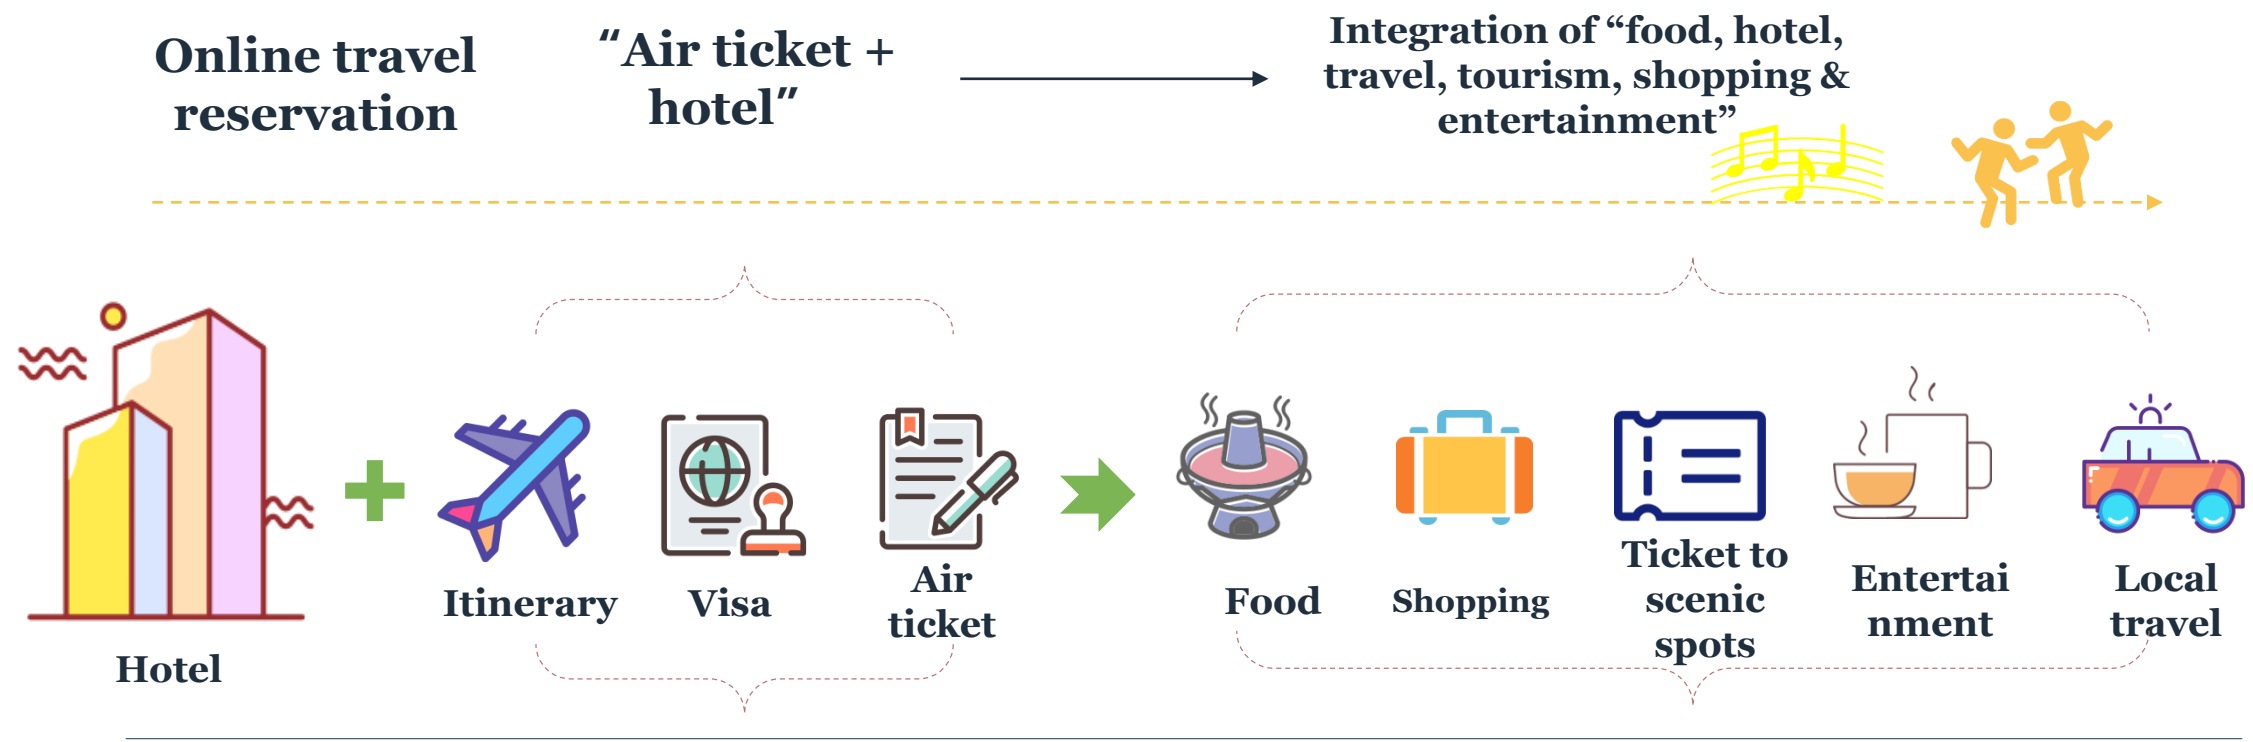 Online travel
reservation
“Air ticket +
hotel”
Integration of “food, hotel,
travel, tourism, shopping &
entertainment”
Hotel
Itinerary
Visa
Air
ticket
Food
Shopping
Ticket to
scenic
spots
Entertai
nment
Local
travel